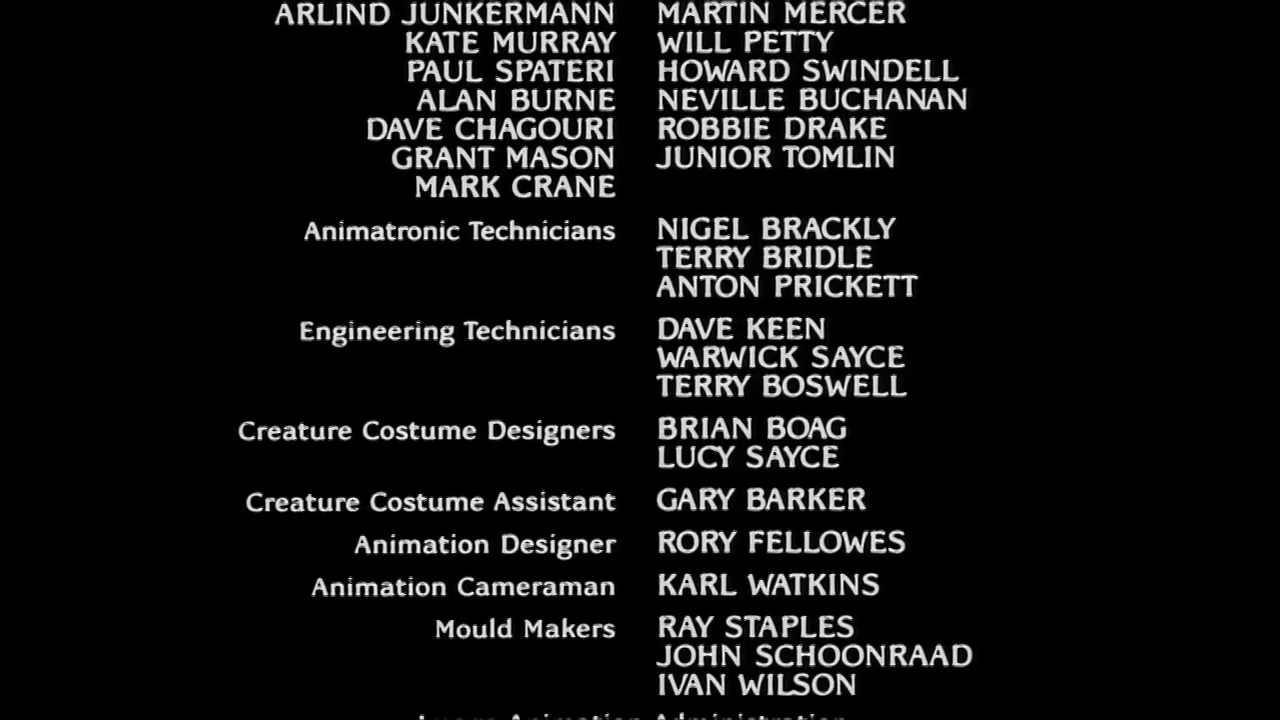 ARLIND JUNKERMANN MARTIN MERCER
KATE MURRAY WILL PETTY
PAUL SPATERI HOWARD SWINDELL
ALAN BURNE NEVILLE BUCHANAN
DAVE CHAGOURI ROBBIE DRAKE
GRANT MASON JUNIOR TOMLIN
MARK CRANE
Animatronic Technicians NIGEL BRACKLY
TERRY BRIDLE
ANTON PRICKETT
Engineering Technicians DAVE KEEN
WARWICK SAYCE
TERRY BOSWELL
Creature Costume Designers BRIAN BOAG
LUCY SAYCE
Creature Costume Assistant GARY BARKER
Animation Designer RORY FELLOWES
Animation Cameraman KARL WATKINS
Mould Makers RAY STAPLES
JOHN SCHOONRAAD
IVAN WILSON
Animation Administration